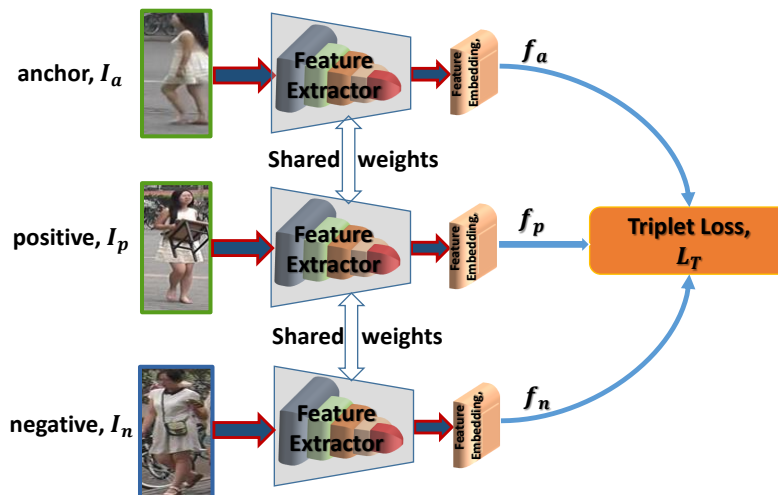 anchor, I_a
Feature
Extractor
Feature
Embedding,
f_a
Shared weights
positive, I_p
Feature
Extractor
Feature
Embedding,
f_p
Triplet Loss,
L_T
Shared weights
negative, I_n
Feature
Extractor
Feature
Embedding,
f_n